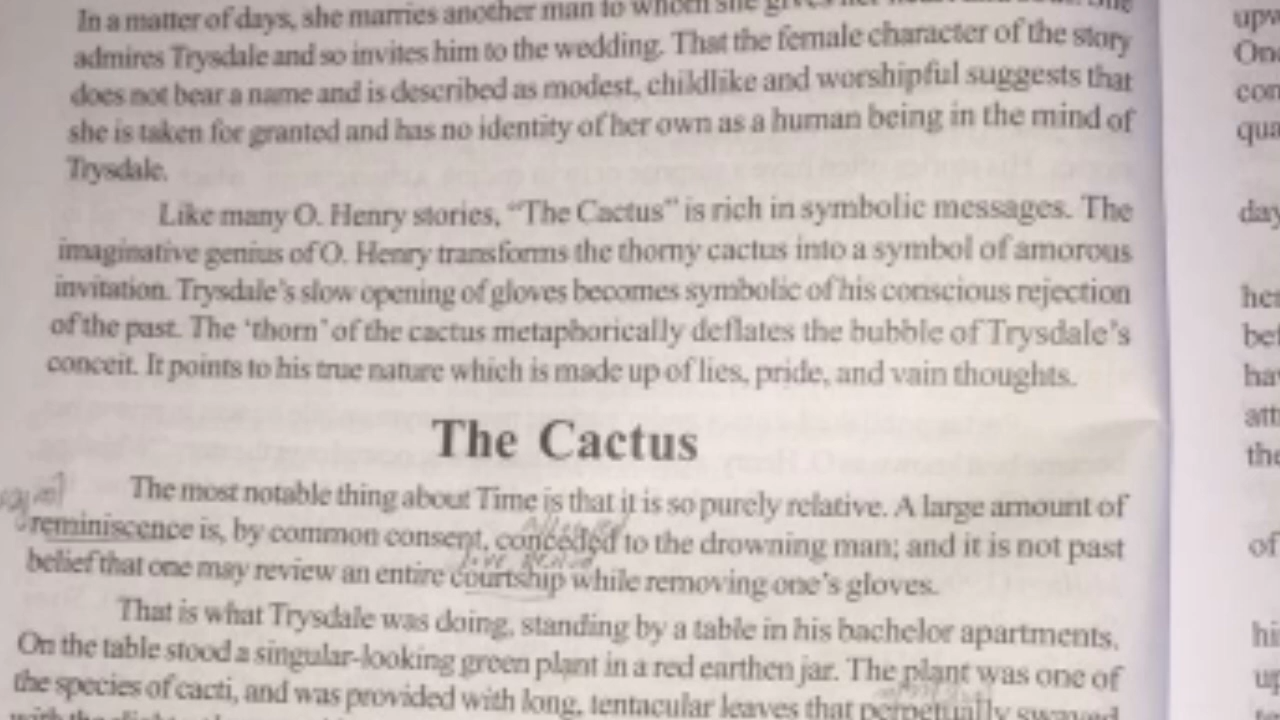 In a matter of days, she marries another man to whom she gives her
admires Trysdale and so invites him to the wedding. That the female character of the story
does not bear a name and is described as modest, childlike and worshipful suggests that
she is taken for granted and has no identity of her own as a human being in the mind of
Trysdale.
Like many O. Henry stories, “The Cactus” is rich in symbolic messages. The
imaginative genius of O. Henry transforms the thorny cactus into a symbol of amorous
invitation. Trysdale’s slow opening of gloves becomes symbolic of his conscious rejection
of the past. The ‘thorn’ of the cactus metaphorically deflates the bubble of Trysdale’s
conceit. It points to his true nature which is made up of lies, pride, and vain thoughts.
The Cactus
The most notable thing about Time is that it is so purely relative. A large amount of
reminiscence is, by common consent, conceded to the drowning man; and it is not past
belief that one may review an entire courtship while removing one’s gloves.
That is what Trysdale was doing, standing by a table in his bachelor apartments.
On the table stood a singular-looking green plant in a red earthen jar. The plant was one of
the species of cacti, and was provided with long, tentacular leaves that perpetually swayed
day
of